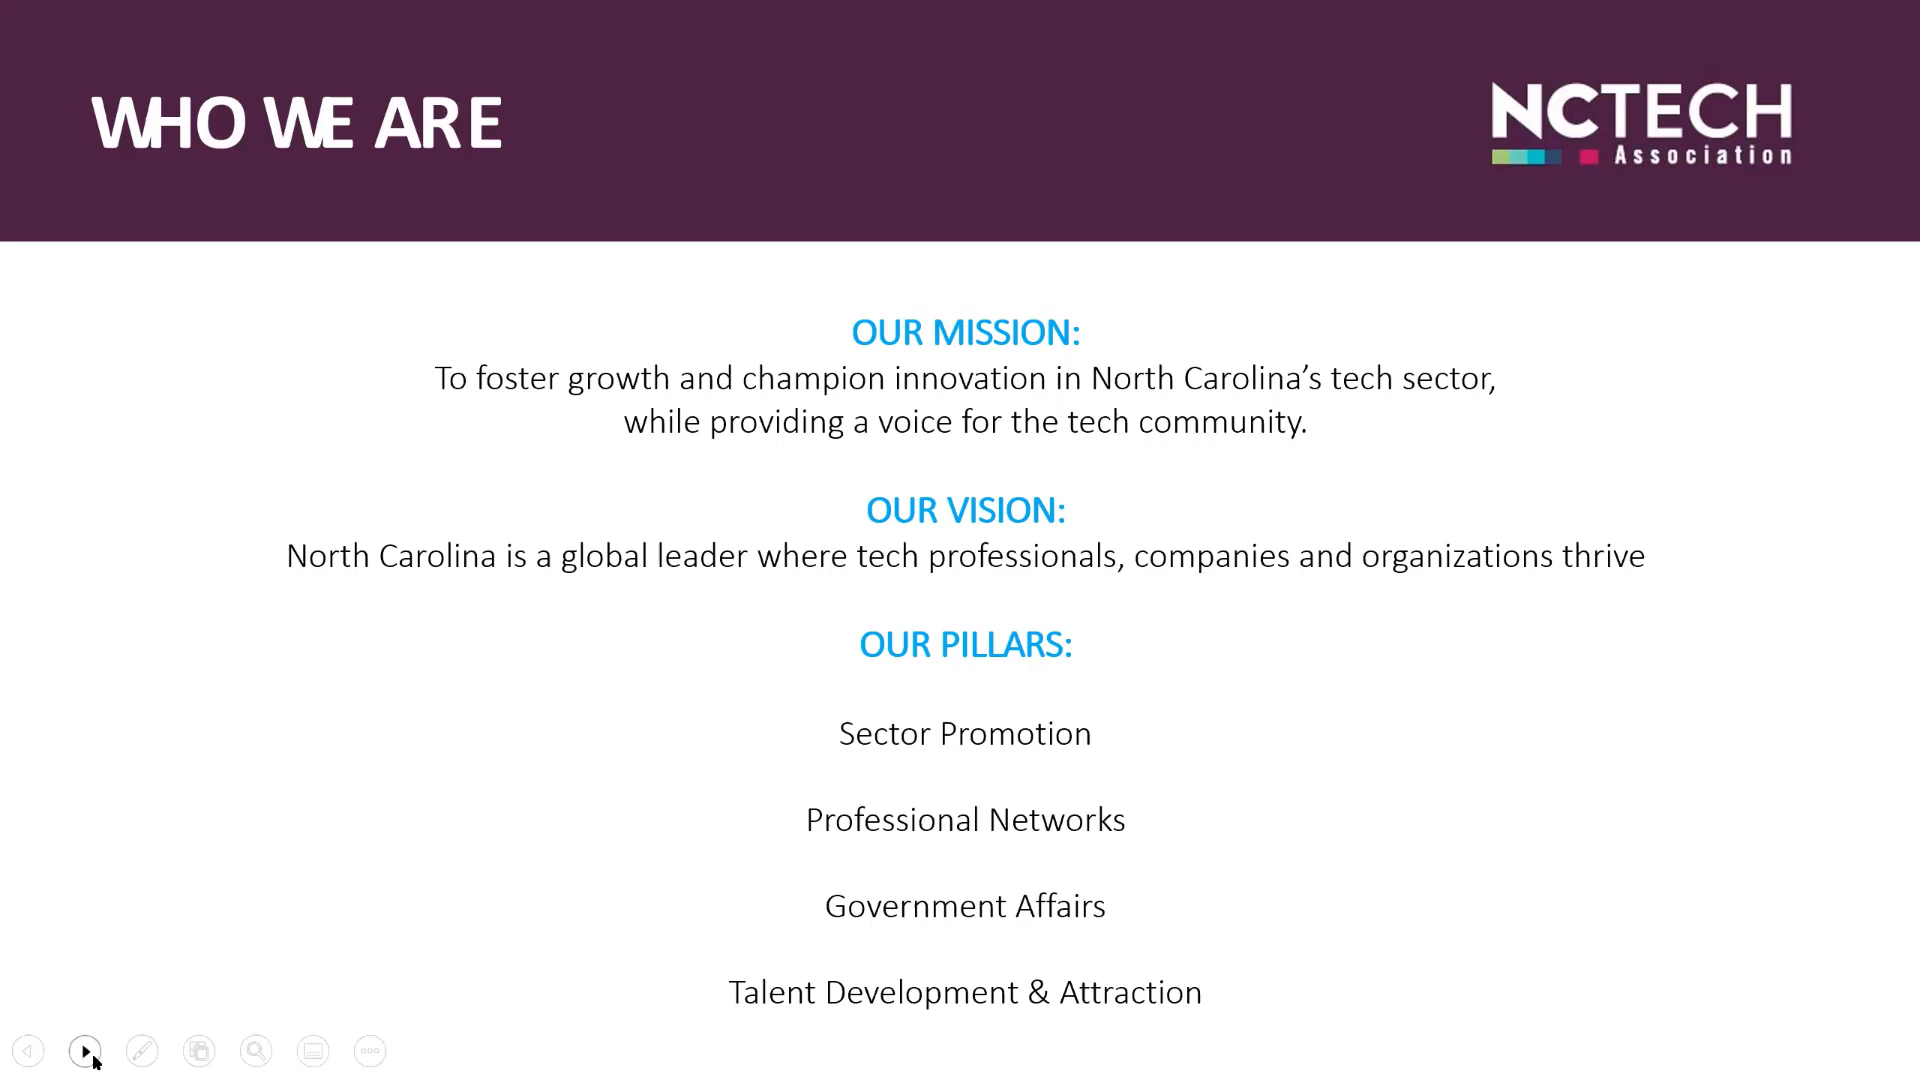 WHO WE ARE
NCTECH
Association
OUR MISSION:
To foster growth and champion innovation in North Carolina’s tech sector,
while providing a voice for the tech community.
OUR VISION:
North Carolina is a global leader where tech professionals, companies and organizations thrive
OUR PILLARS:
Sector Promotion
Professional Networks
Government Affairs
Talent Development & Attraction